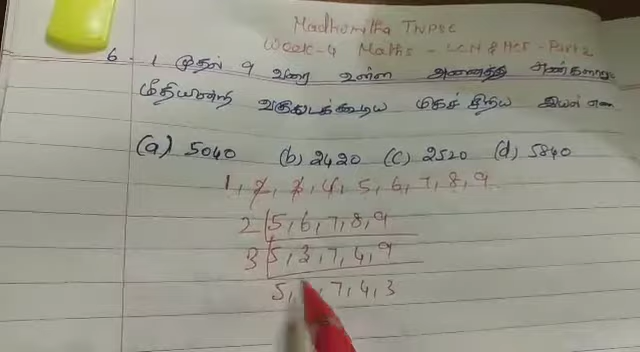 Madhumitha TNPSC
Week-4 Maths - LCM & HCF - Part 2
6. 1 முதல் 9 வரை உள்ள அனைத்து எண்களாலும்
மீதியின்றி வகுபடக்கூடிய மிகச் சிறிய இயல் எண்
(a) 5040 (b) 2420 (c) 2520 (d) 5840
1, 2, 3, 4, 5, 6, 7, 8, 9
2 | 5, 6, 7, 8, 9
3 | 5, 3, 7, 4, 9
5, 7, 4, 3